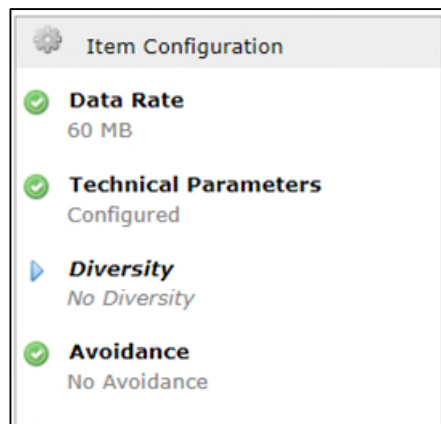 Item Configuration
Data Rate
60 MB
Technical Parameters
Configured
Diversity
No Diversity
Avoidance
No Avoidance